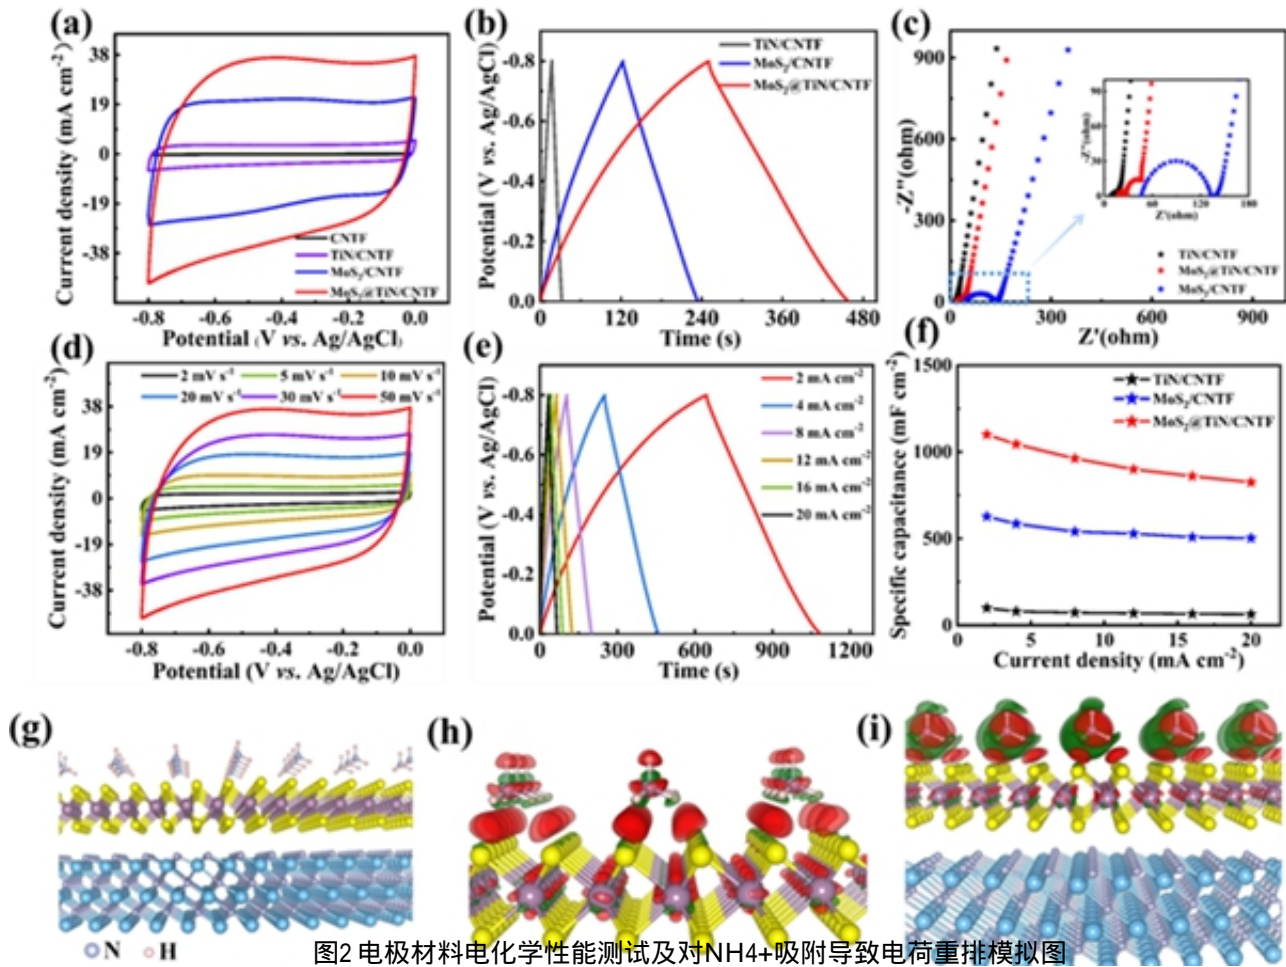 (a)
Current density (mA cm⁻²)
38
19
0
-19
-38
CNTF
TiN/CNTF
MoS₂/CNTF
MoS₂@TiN/CNTF
-0.8 -0.6 -0.4 -0.2 0.0
Potential (V vs. Ag/AgCl)
(b)
Potential (V vs. Ag/AgCl)
-0.8
-0.6
-0.4
-0.2
0.0
TiN/CNTF
MoS₂/CNTF
MoS₂@TiN/CNTF
0 120 240 360 480
Time (s)
(c)
-Z''(ohm)
900
600
300
0
-Z''(ohm)
90
60
30
0
0 60 120 180
Z'(ohm)
TiN/CNTF
MoS₂@TiN/CNTF
MoS₂/CNTF
0 300 600 900
Z'(ohm)
(d)
Current density (mA cm⁻²)
2 mV s⁻¹ 5 mV s⁻¹ 10 mV s⁻¹
20 mV s⁻¹ 30 mV s⁻¹ 50 mV s⁻¹
38
19
0
-19
-38
-0.8 -0.6 -0.4 -0.2 0.0
Potential (V vs. Ag/AgCl)
(e)
Potential (V vs. Ag/AgCl)
-0.8
-0.6
-0.4
-0.2
0.0
2 mA cm⁻²
4 mA cm⁻²
8 mA cm⁻²
12 mA cm⁻²
16 mA cm⁻²
20 mA cm⁻²
0 300 600 900 1200
Time (s)
(f)
Specific capacitance (mF cm⁻²)
1500
1000
500
0
TiN/CNTF
MoS₂/CNTF
MoS₂@TiN/CNTF
0 5 10 15 20
Current density (mA cm⁻²)
(g)
N H
(h)
(i)
图2 电极材料电化学性能测试及对NH4+吸附导致电荷重排模拟图